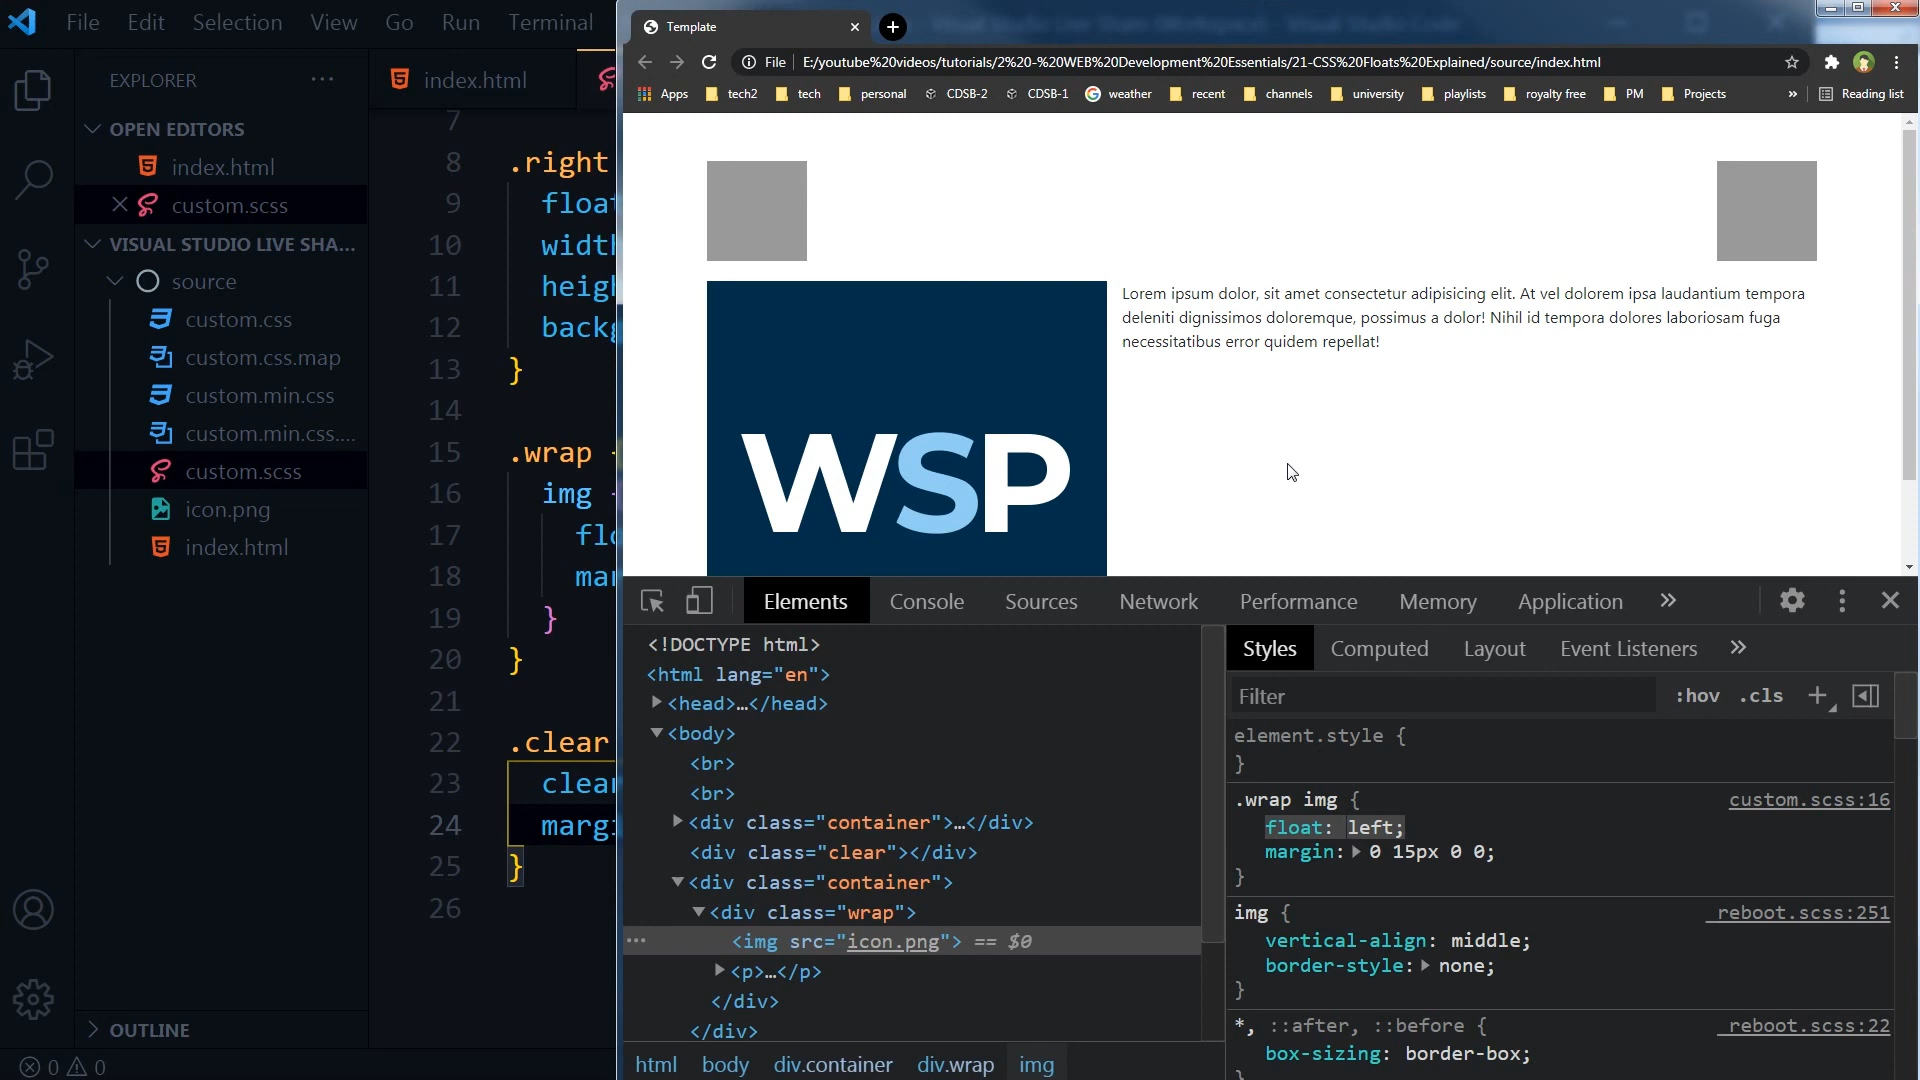 File Edit Selection View Go Run Terminal
EXPLORER
OPEN EDITORS
index.html
custom.scss
VISUAL STUDIO LIVE SHA...
source
custom.css
custom.css.map
custom.min.css
custom.min.css....
custom.scss
icon.png
index.html
OUTLINE
0 0
index.html
7
8 .right
9 float
10 width
11 heigh
12 backg
13 }
14
15 .wrap
16 img
17 flo
18 mar
19 }
20 }
21
22 .clear
23 clear
24 margi
25 }
26
Template
File E:/youtube%20videos/tutorials/2%20-%20WEB%20Development%20Essentials/21-CSS%20Floats%20Explained/source/index.html
Apps tech2 tech personal CDSB-2 CDSB-1 weather recent channels university playlists royalty free PM Projects » Reading list
Lorem ipsum dolor, sit amet consectetur adipisicing elit. At vel dolorem ipsa laudantium tempora
deleniti dignissimos doloremque, possimus a dolor! Nihil id tempora dolores laboriosam fuga
necessitatibus error quidem repellat!
WSP
Elements Console Sources Network Performance Memory Application »
<!DOCTYPE html>
<html lang="en">
<head>…</head>
<body>
<br>
<br>
<div class="container">…</div>
<div class="clear"></div>
<div class="container">
<div class="wrap">
<img src="icon.png"> == $0
<p>…</p>
</div>
</div>
html body div.container div.wrap img
Styles Computed Layout Event Listeners »
Filter :hov .cls +
element.style {
}
.wrap img { custom.scss:16
float: left;
margin: 0 15px 0 0;
}
img { _reboot.scss:251
vertical-align: middle;
border-style: none;
}
*, ::after, ::before { _reboot.scss:22
box-sizing: border-box;
}